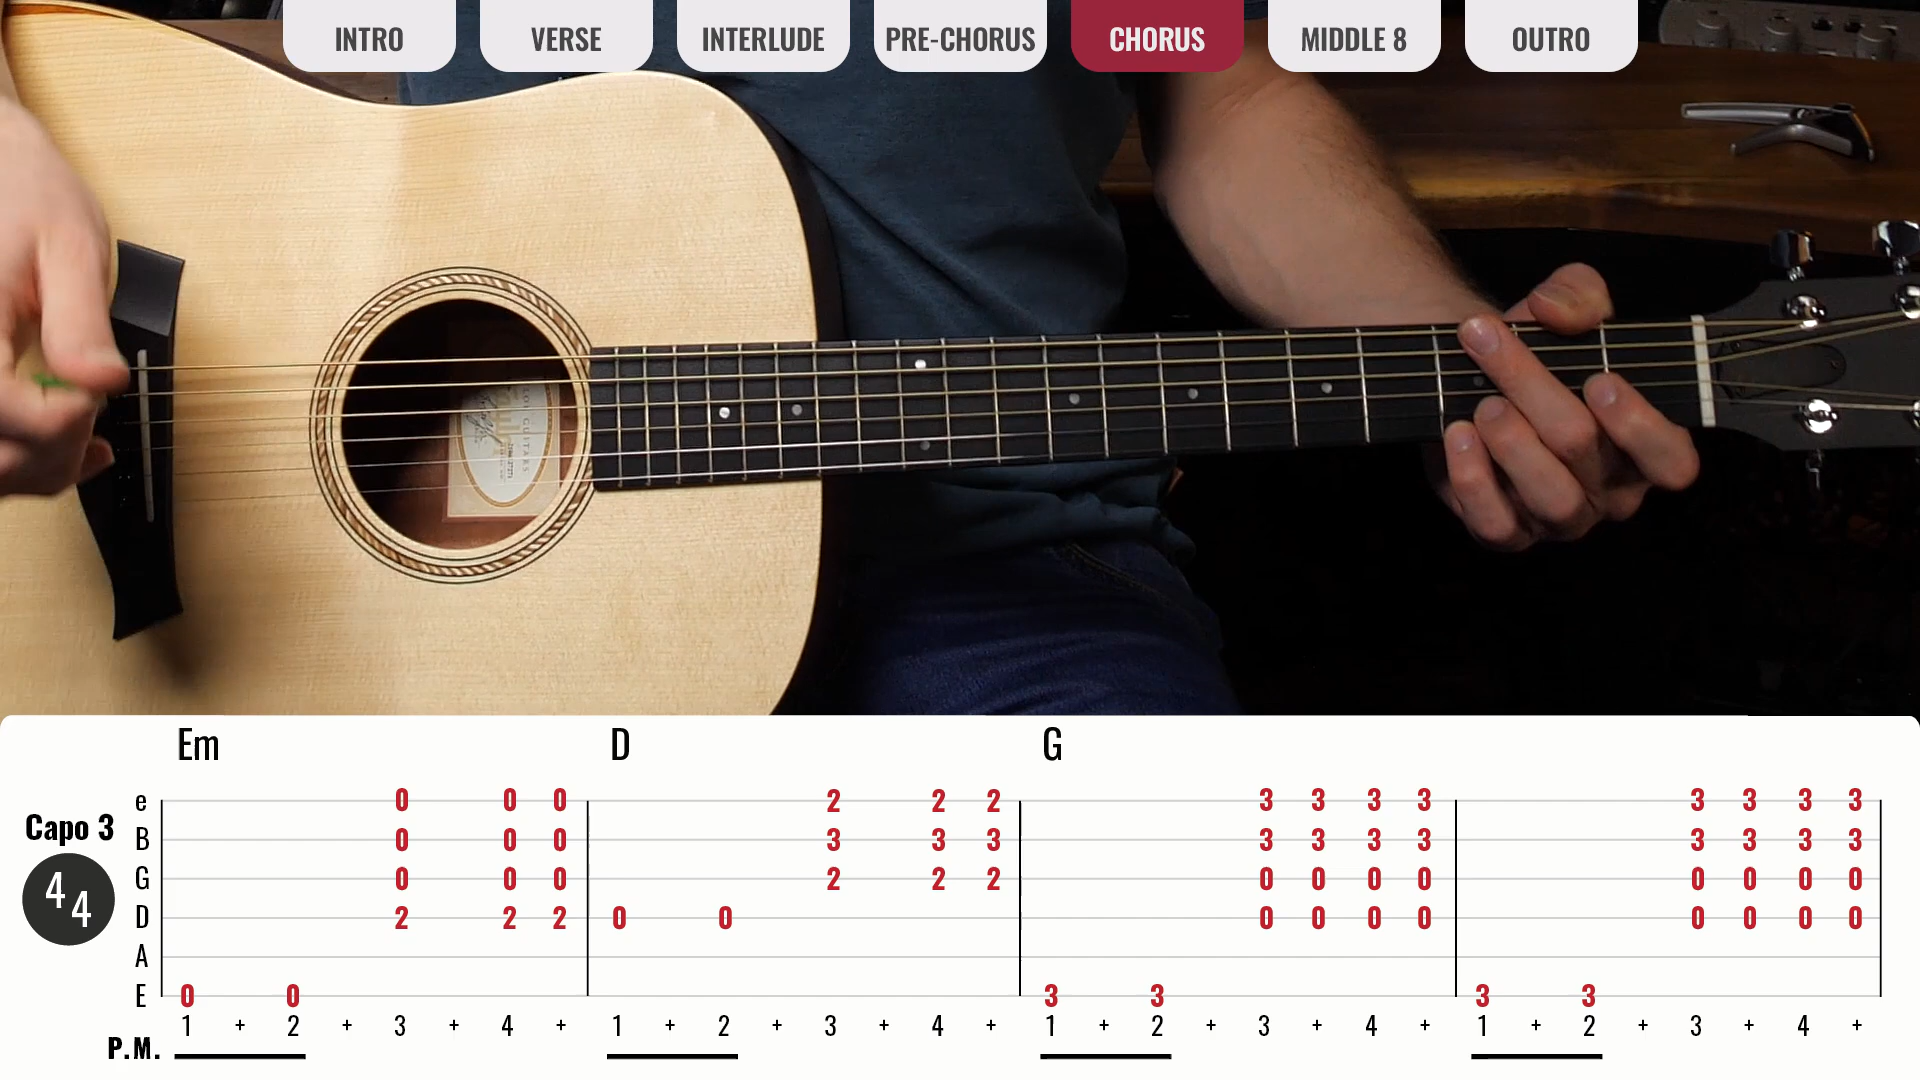 INTRO VERSE INTERLUDE PRE-CHORUS CHORUS MIDDLE 8 OUTRO
GUITARS
Em D G
e 0 0 0 2 2 2 3 3 3 3 3 3 3 3
Capo 3
B 0 0 0 3 3 3 3 3 3 3 3 3 3 3
4 4
G 0 0 0 2 2 2 0 0 0 0 0 0 0 0
D 2 2 2 0 0 0 0 0 0 0 0 0 0
A
E 0 0 3 3 3 3
1 + 2 + 3 + 4 + 1 + 2 + 3 + 4 + 1 + 2 + 3 + 4 + 1 + 2 + 3 + 4 +
P.M.